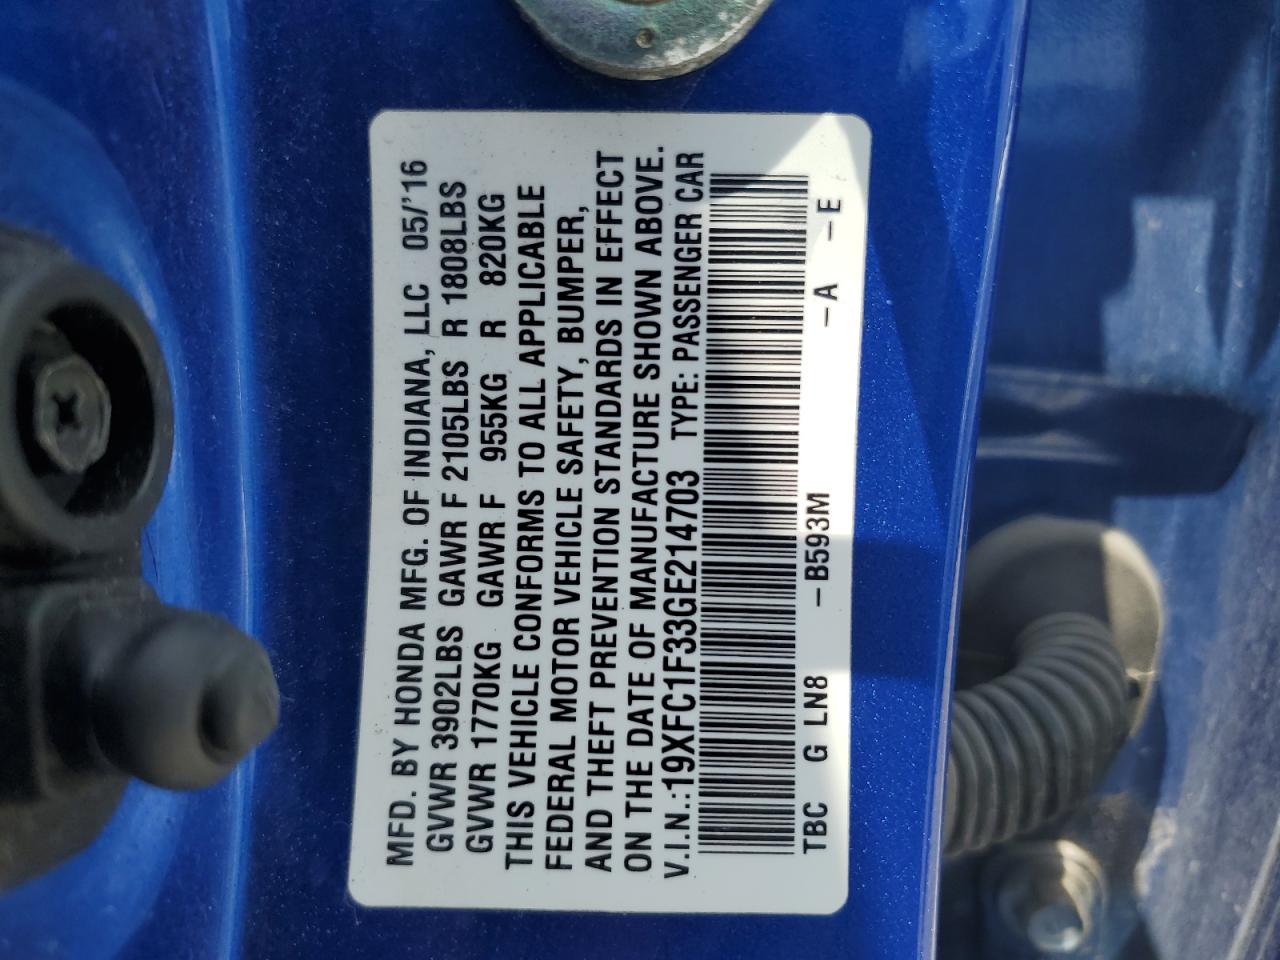 MFD. BY HONDA MFG. OF INDIANA, LLC 05/'16
GVWR 3902LBS GAWR F 2105LBS R 1808LBS
GVWR 1770KG GAWR F 955KG R 820KG
THIS VEHICLE CONFORMS TO ALL APPLICABLE
FEDERAL MOTOR VEHICLE SAFETY, BUMPER,
AND THEFT PREVENTION STANDARDS IN EFFECT
ON THE DATE OF MANUFACTURE SHOWN ABOVE.
V.I.N.:19XFC1F33GE214703 TYPE: PASSENGER CAR
TBC G LN8 –B593M –A –E